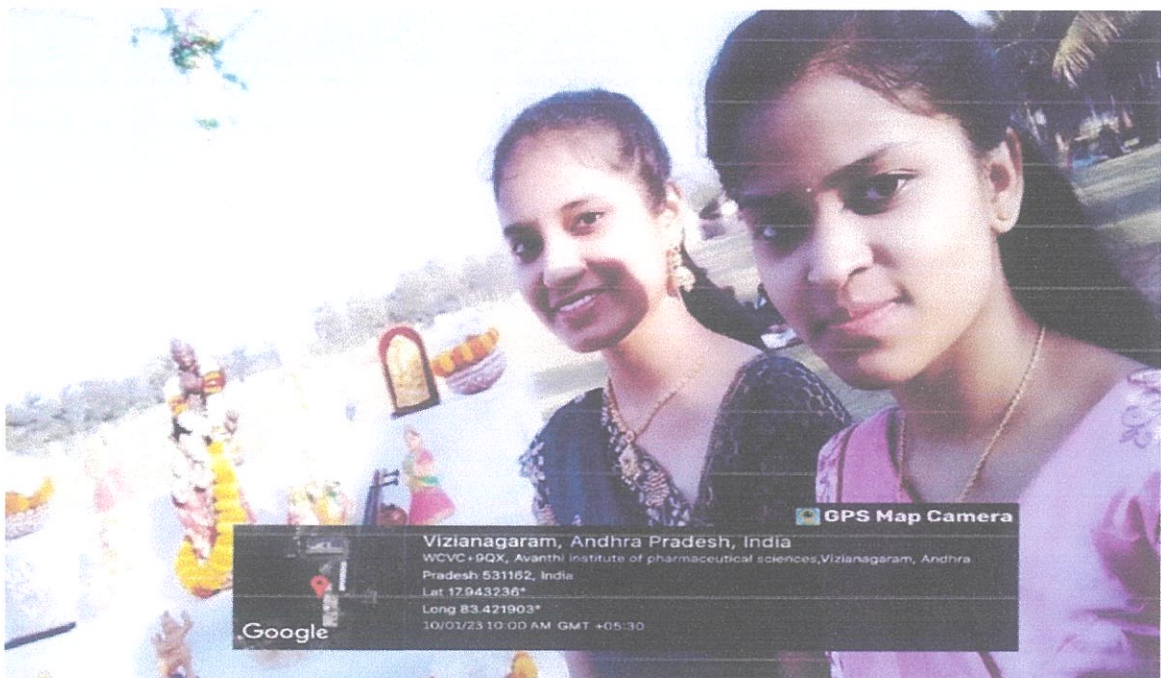 GPS Map Camera
Vizianagaram, Andhra Pradesh, India
WCVC+9QX, Avanthi institute of pharmaceutical sciences,Vizianagaram, Andhra
Pradesh 531162, India
Lat 17.943236°
Long 83.421903°
10/01/23 10:00 AM GMT +05:30
Google